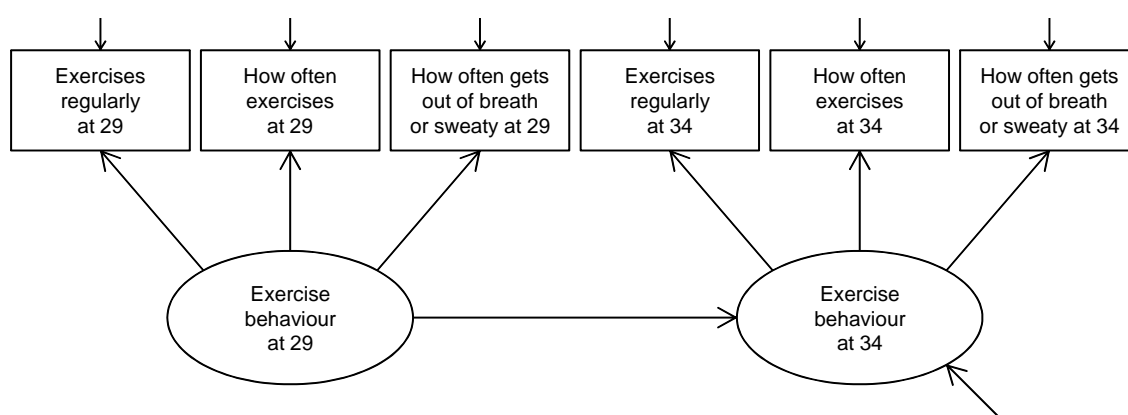 Exercises
regularly
at 29
How often
exercises
at 29
How often gets
out of breath
or sweaty at 29
Exercises
regularly
at 34
How often
exercises
at 34
How often gets
out of breath
or sweaty at 34
Exercise
behaviour
at 29
Exercise
behaviour
at 34